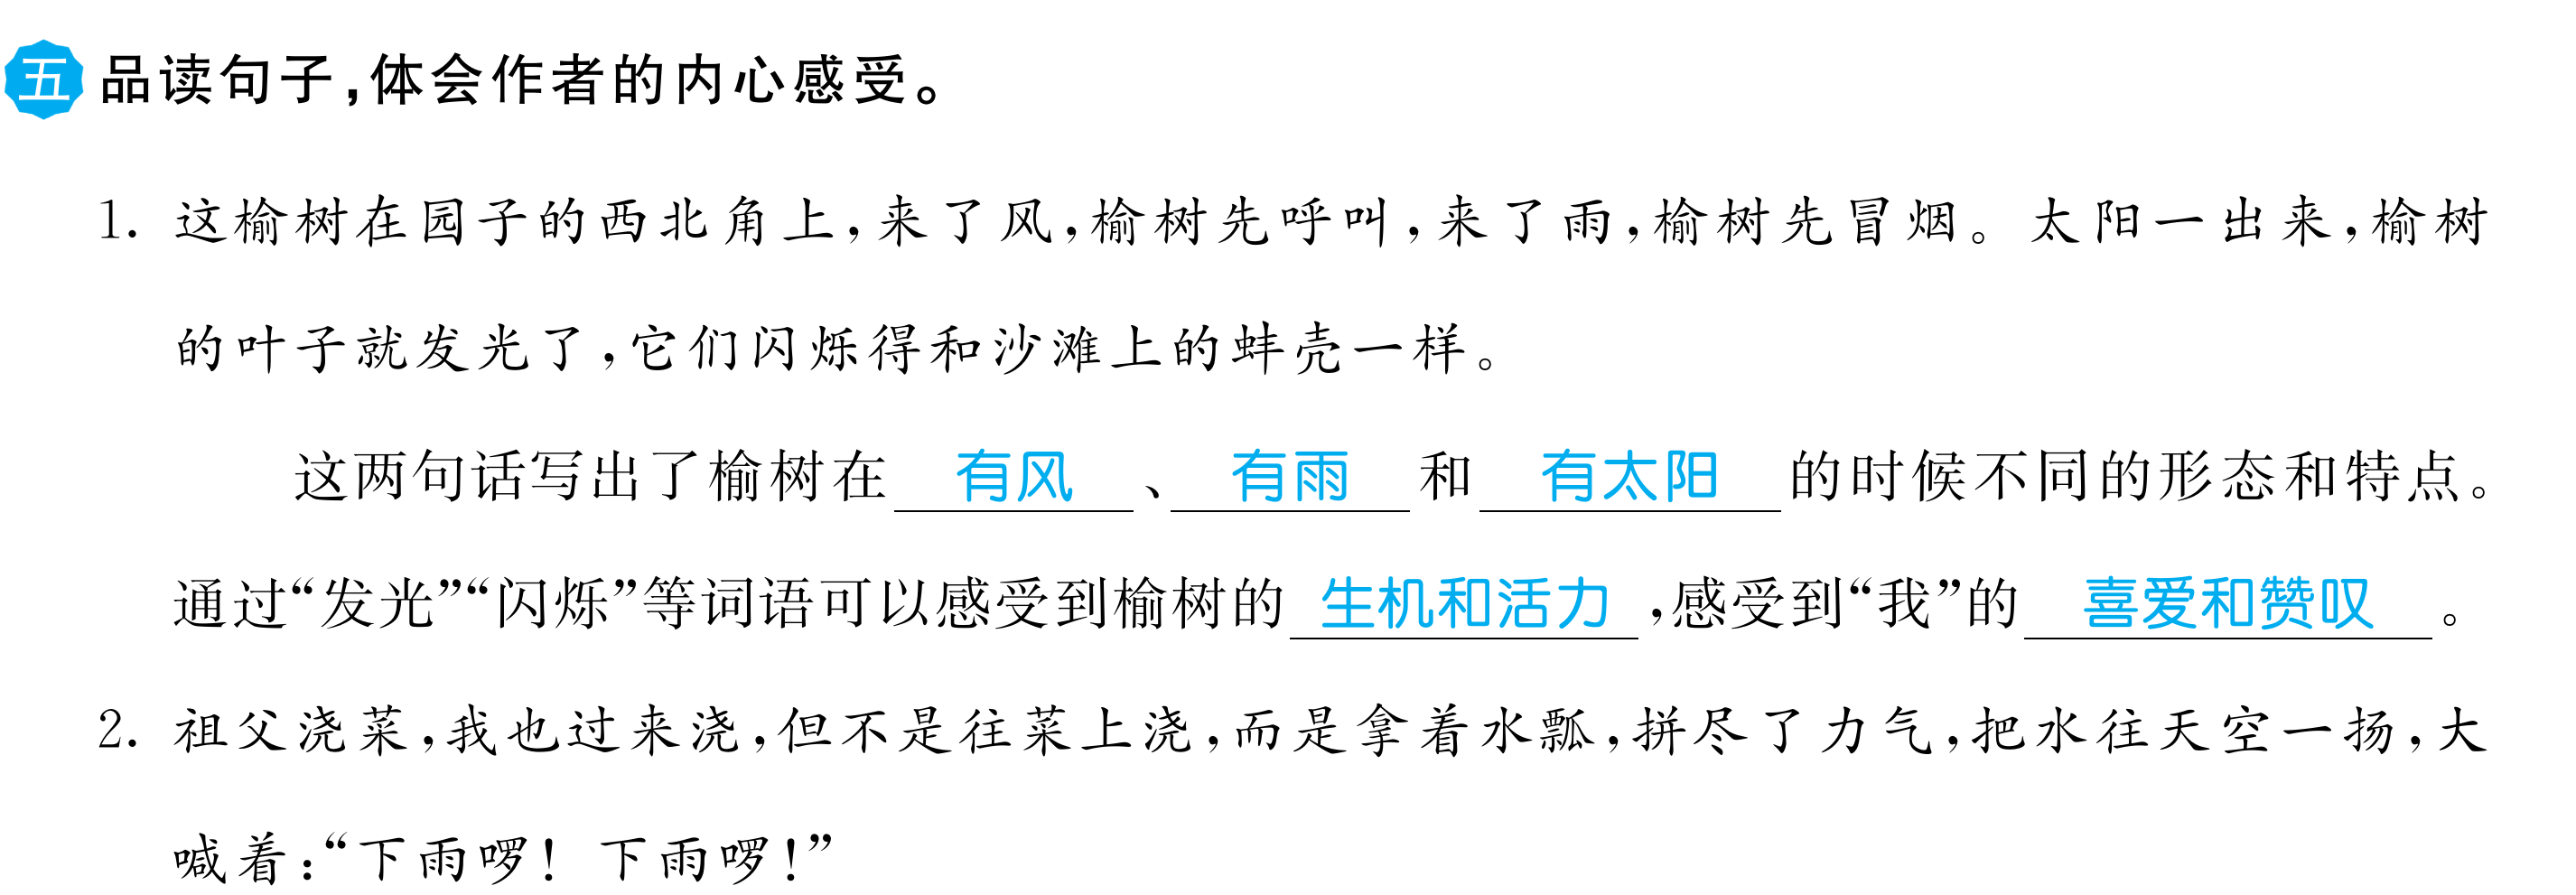 五 品读句子,体会作者的内心感受。
1. 这榆树在园子的西北角上,来了风,榆树先呼叫,来了雨,榆树先冒烟。太阳一出来,榆树
的叶子就发光了,它们闪烁得和沙滩上的蚌壳一样。
这两句话写出了榆树在 有风 、 有雨 和 有太阳 的时候不同的形态和特点。
通过“发光”“闪烁”等词语可以感受到榆树的 生机和活力 ,感受到“我”的 喜爱和赞叹 。
2. 祖父浇菜,我也过来浇,但不是往菜上浇,而是拿着水瓢,拼尽了力气,把水往天空一扬,大
喊着:“下雨啰! 下雨啰!”